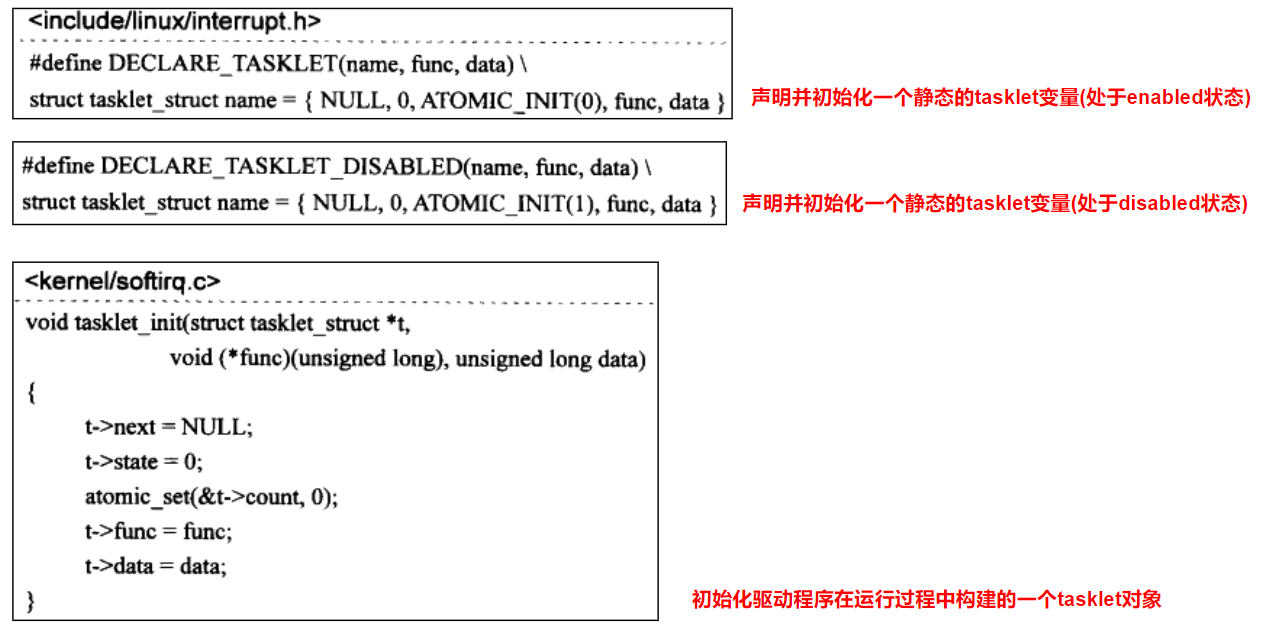 <include/linux/interrupt.h>
#define DECLARE_TASKLET(name, func, data) \
struct tasklet_struct name = { NULL, 0, ATOMIC_INIT(0), func, data }
声明并初始化一个静态的tasklet变量(处于enabled状态)
#define DECLARE_TASKLET_DISABLED(name, func, data) \
struct tasklet_struct name = { NULL, 0, ATOMIC_INIT(1), func, data }
声明并初始化一个静态的tasklet变量(处于disabled状态)
<kernel/softirq.c>
void tasklet_init(struct tasklet_struct *t,
void (*func)(unsigned long), unsigned long data)
{
t->next = NULL;
t->state = 0;
atomic_set(&t->count, 0);
t->func = func;
t->data = data;
}
初始化驱动程序在运行过程中构建的一个tasklet对象